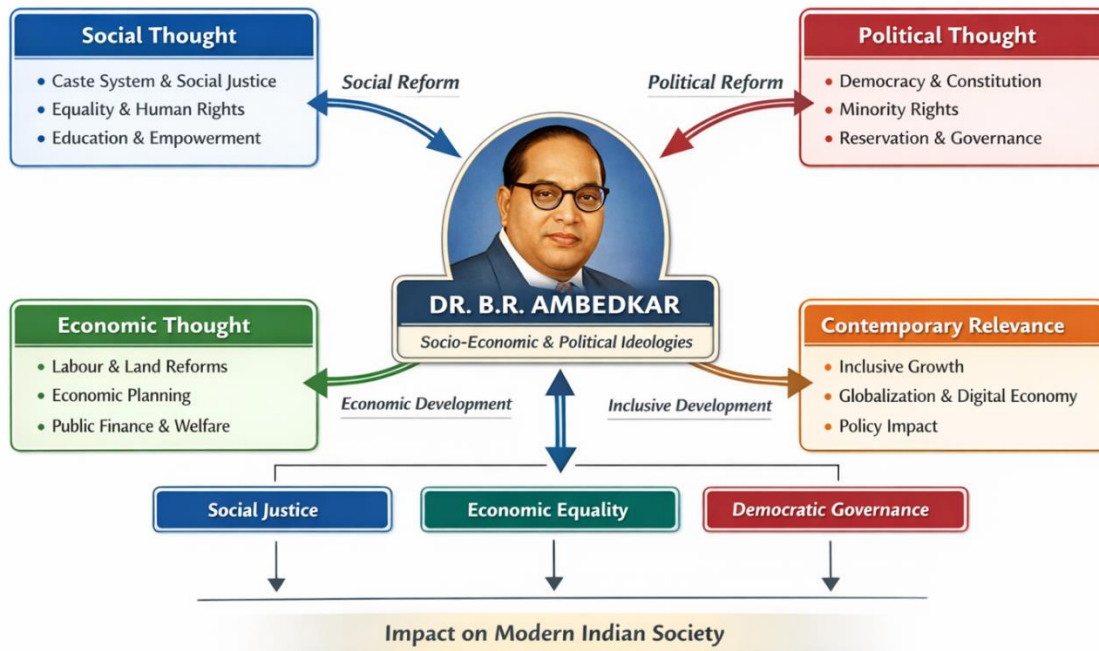 Social Thought
• Caste System & Social Justice
• Equality & Human Rights
• Education & Empowerment
Social Reform
Political Reform
Political Thought
• Democracy & Constitution
• Minority Rights
• Reservation & Governance
DR. B.R. AMBEDKAR
Socio-Economic & Political Ideologies
Economic Thought
• Labour & Land Reforms
• Economic Planning
• Public Finance & Welfare
Economic Development
Inclusive Development
Contemporary Relevance
• Inclusive Growth
• Globalization & Digital Economy
• Policy Impact
Social Justice
Economic Equality
Democratic Governance
Impact on Modern Indian Society